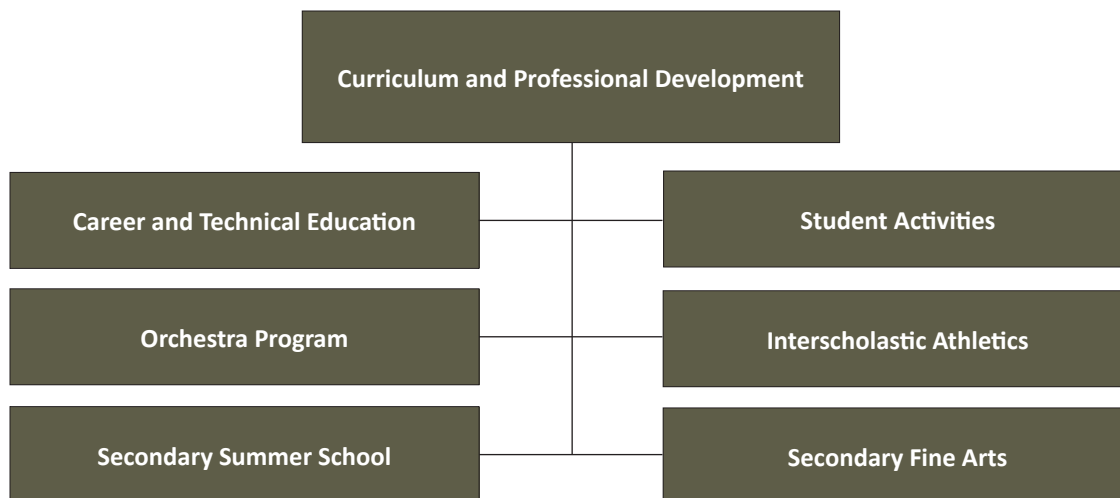 Curriculum and Professional Development
Career and Technical Education
Student Activities
Orchestra Program
Interscholastic Athletics
Secondary Summer School
Secondary Fine Arts